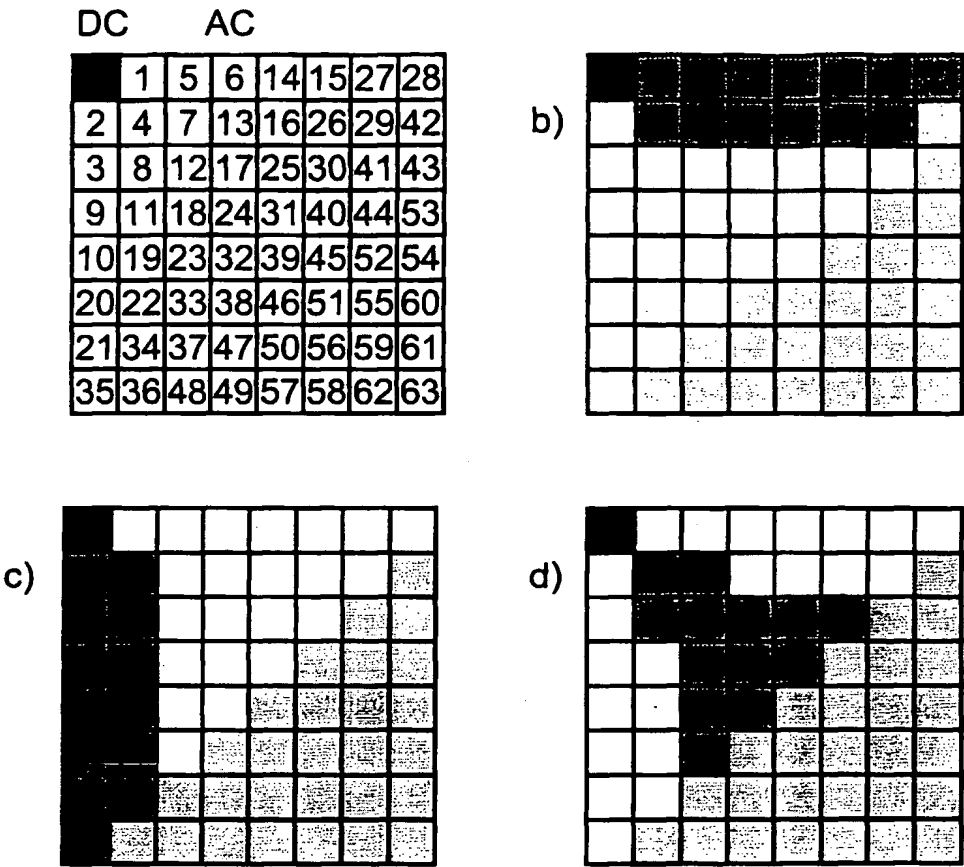 DC AC
1 5 6 14 15 27 28
2 4 7 13 16 26 29 42
b)
3 8 12 17 25 30 41 43
9 11 18 24 31 40 44 53
10 19 23 32 39 45 52 54
20 22 33 38 46 51 55 60
21 34 37 47 50 56 59 61
35 36 48 49 57 58 62 63
c)
d)